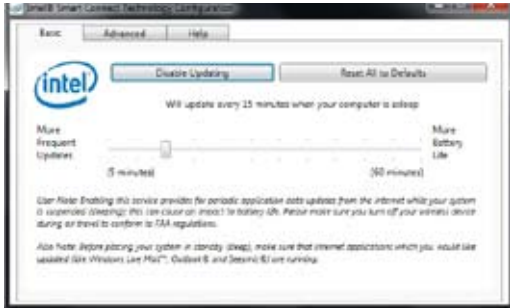 Intel® Smart Connect Technology Configuration
Basic
Advanced
Help
intel
Disable Updating
Reset All to Defaults
Will update every 15 minutes when your computer is asleep
More
Frequent
Updates
More
Battery
Life
(5 minutes)
(60 minutes)
User Note: Enabling this service provides for periodic application data updates from the internet while your system
is suspended (sleeping); this can cause an impact to battery life. Please make sure you turn off your wireless device
during air travel to conform to FAA regulations.
Also Note: Before placing your system in standby (sleep), make sure that internet applications which you would like
updated (like Windows Live Mail™, Outlook® and Seesmic®) are running.